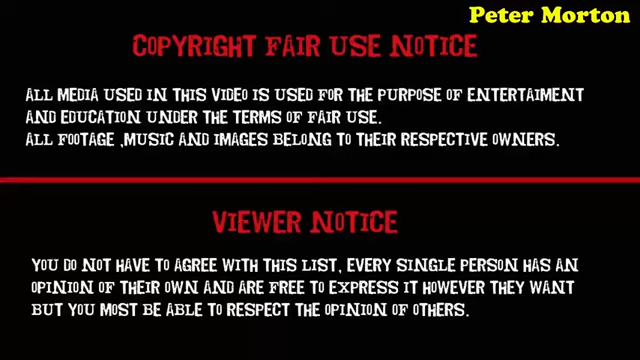 Peter Morton
COPYRIGHT FAIR USE NOTICE
ALL MEDIA USED IN THIS VIDEO IS USED FOR THE PURPOSE OF ENTERTAIMENT
AND EDUCATION UNDER THE TERMS OF FAIR USE.
ALL FOOTAGE ,MUSIC AND IMAGES BELONG TO THEIR RESPECTIVE OWNERS.
VIEWER NOTICE
YOU DO NOT HAVE TO AGREE WITH THIS LIST, EVERY SINGLE PERSON HAS AN
OPINION OF THEIR OWN AND ARE FREE TO EXPRESS IT HOWEVER THEY WANT
BUT YOU MOST BE ABLE TO RESPECT THE OPINION OF OTHERS.